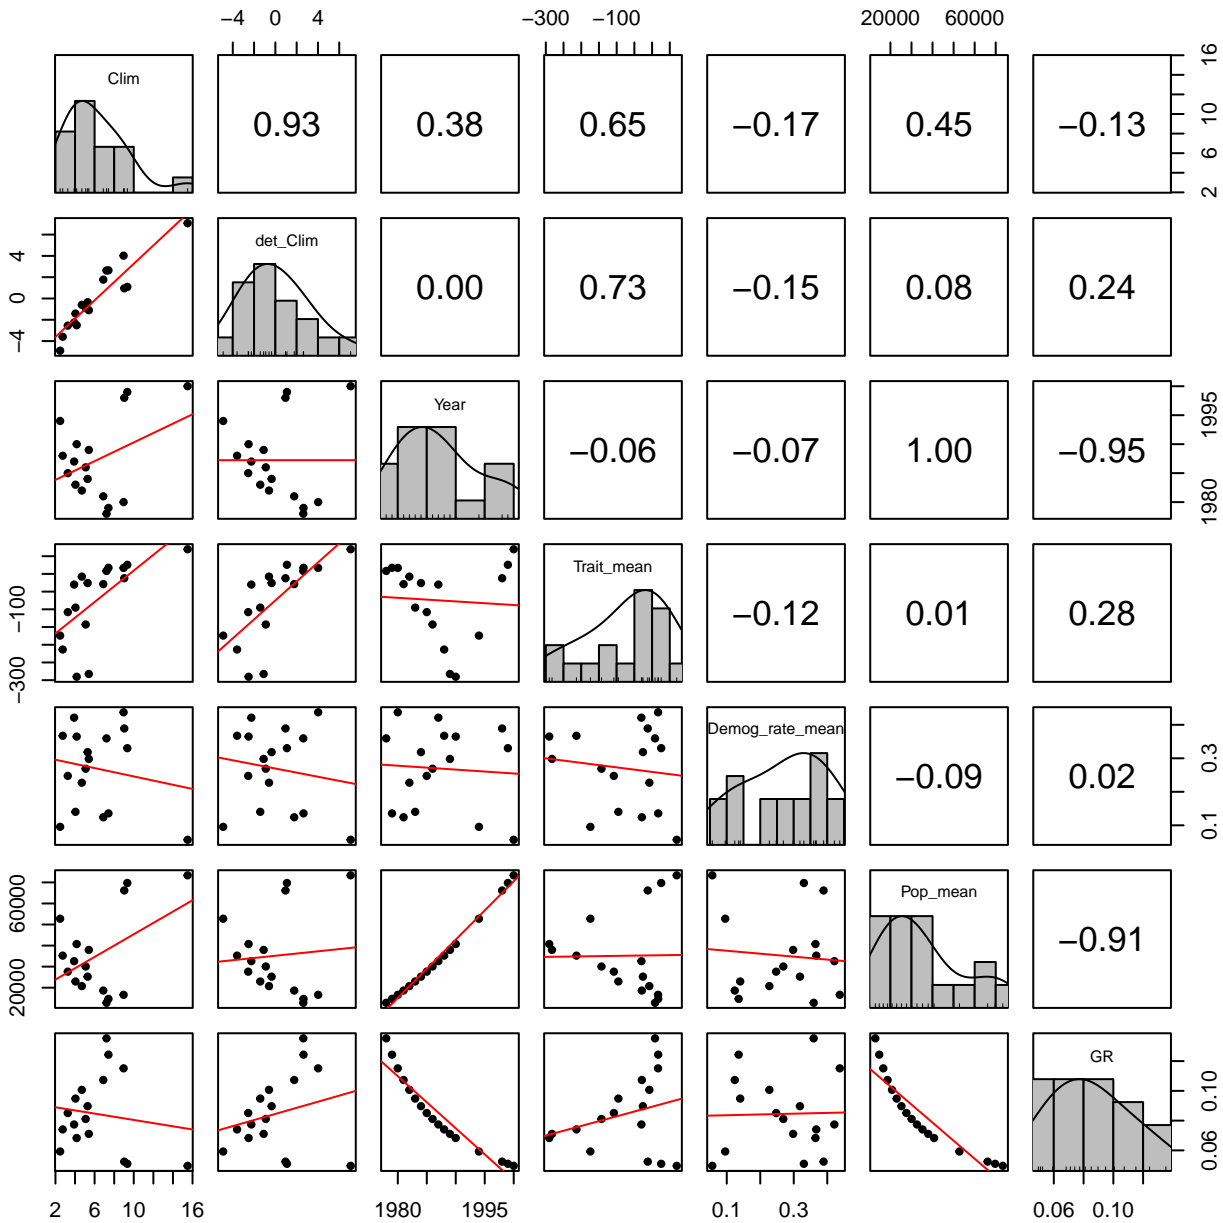 −4 0 4 −300 −100 20000 60000
Clim 0.93 0.38 0.65 −0.17 0.45 −0.13 2 6 10 16
−4 0 4 det_Clim 0.00 0.73 −0.15 0.08 0.24
Year −0.06 −0.07 1.00 −0.95 1980 1995
−300 −100 Trait_mean −0.12 0.01 0.28
Demog_rate_mean −0.09 0.02 0.1 0.3
20000 60000 Pop_mean −0.91
GR 0.06 0.10
2 6 10 16 1980 1995 0.1 0.3 0.06 0.10